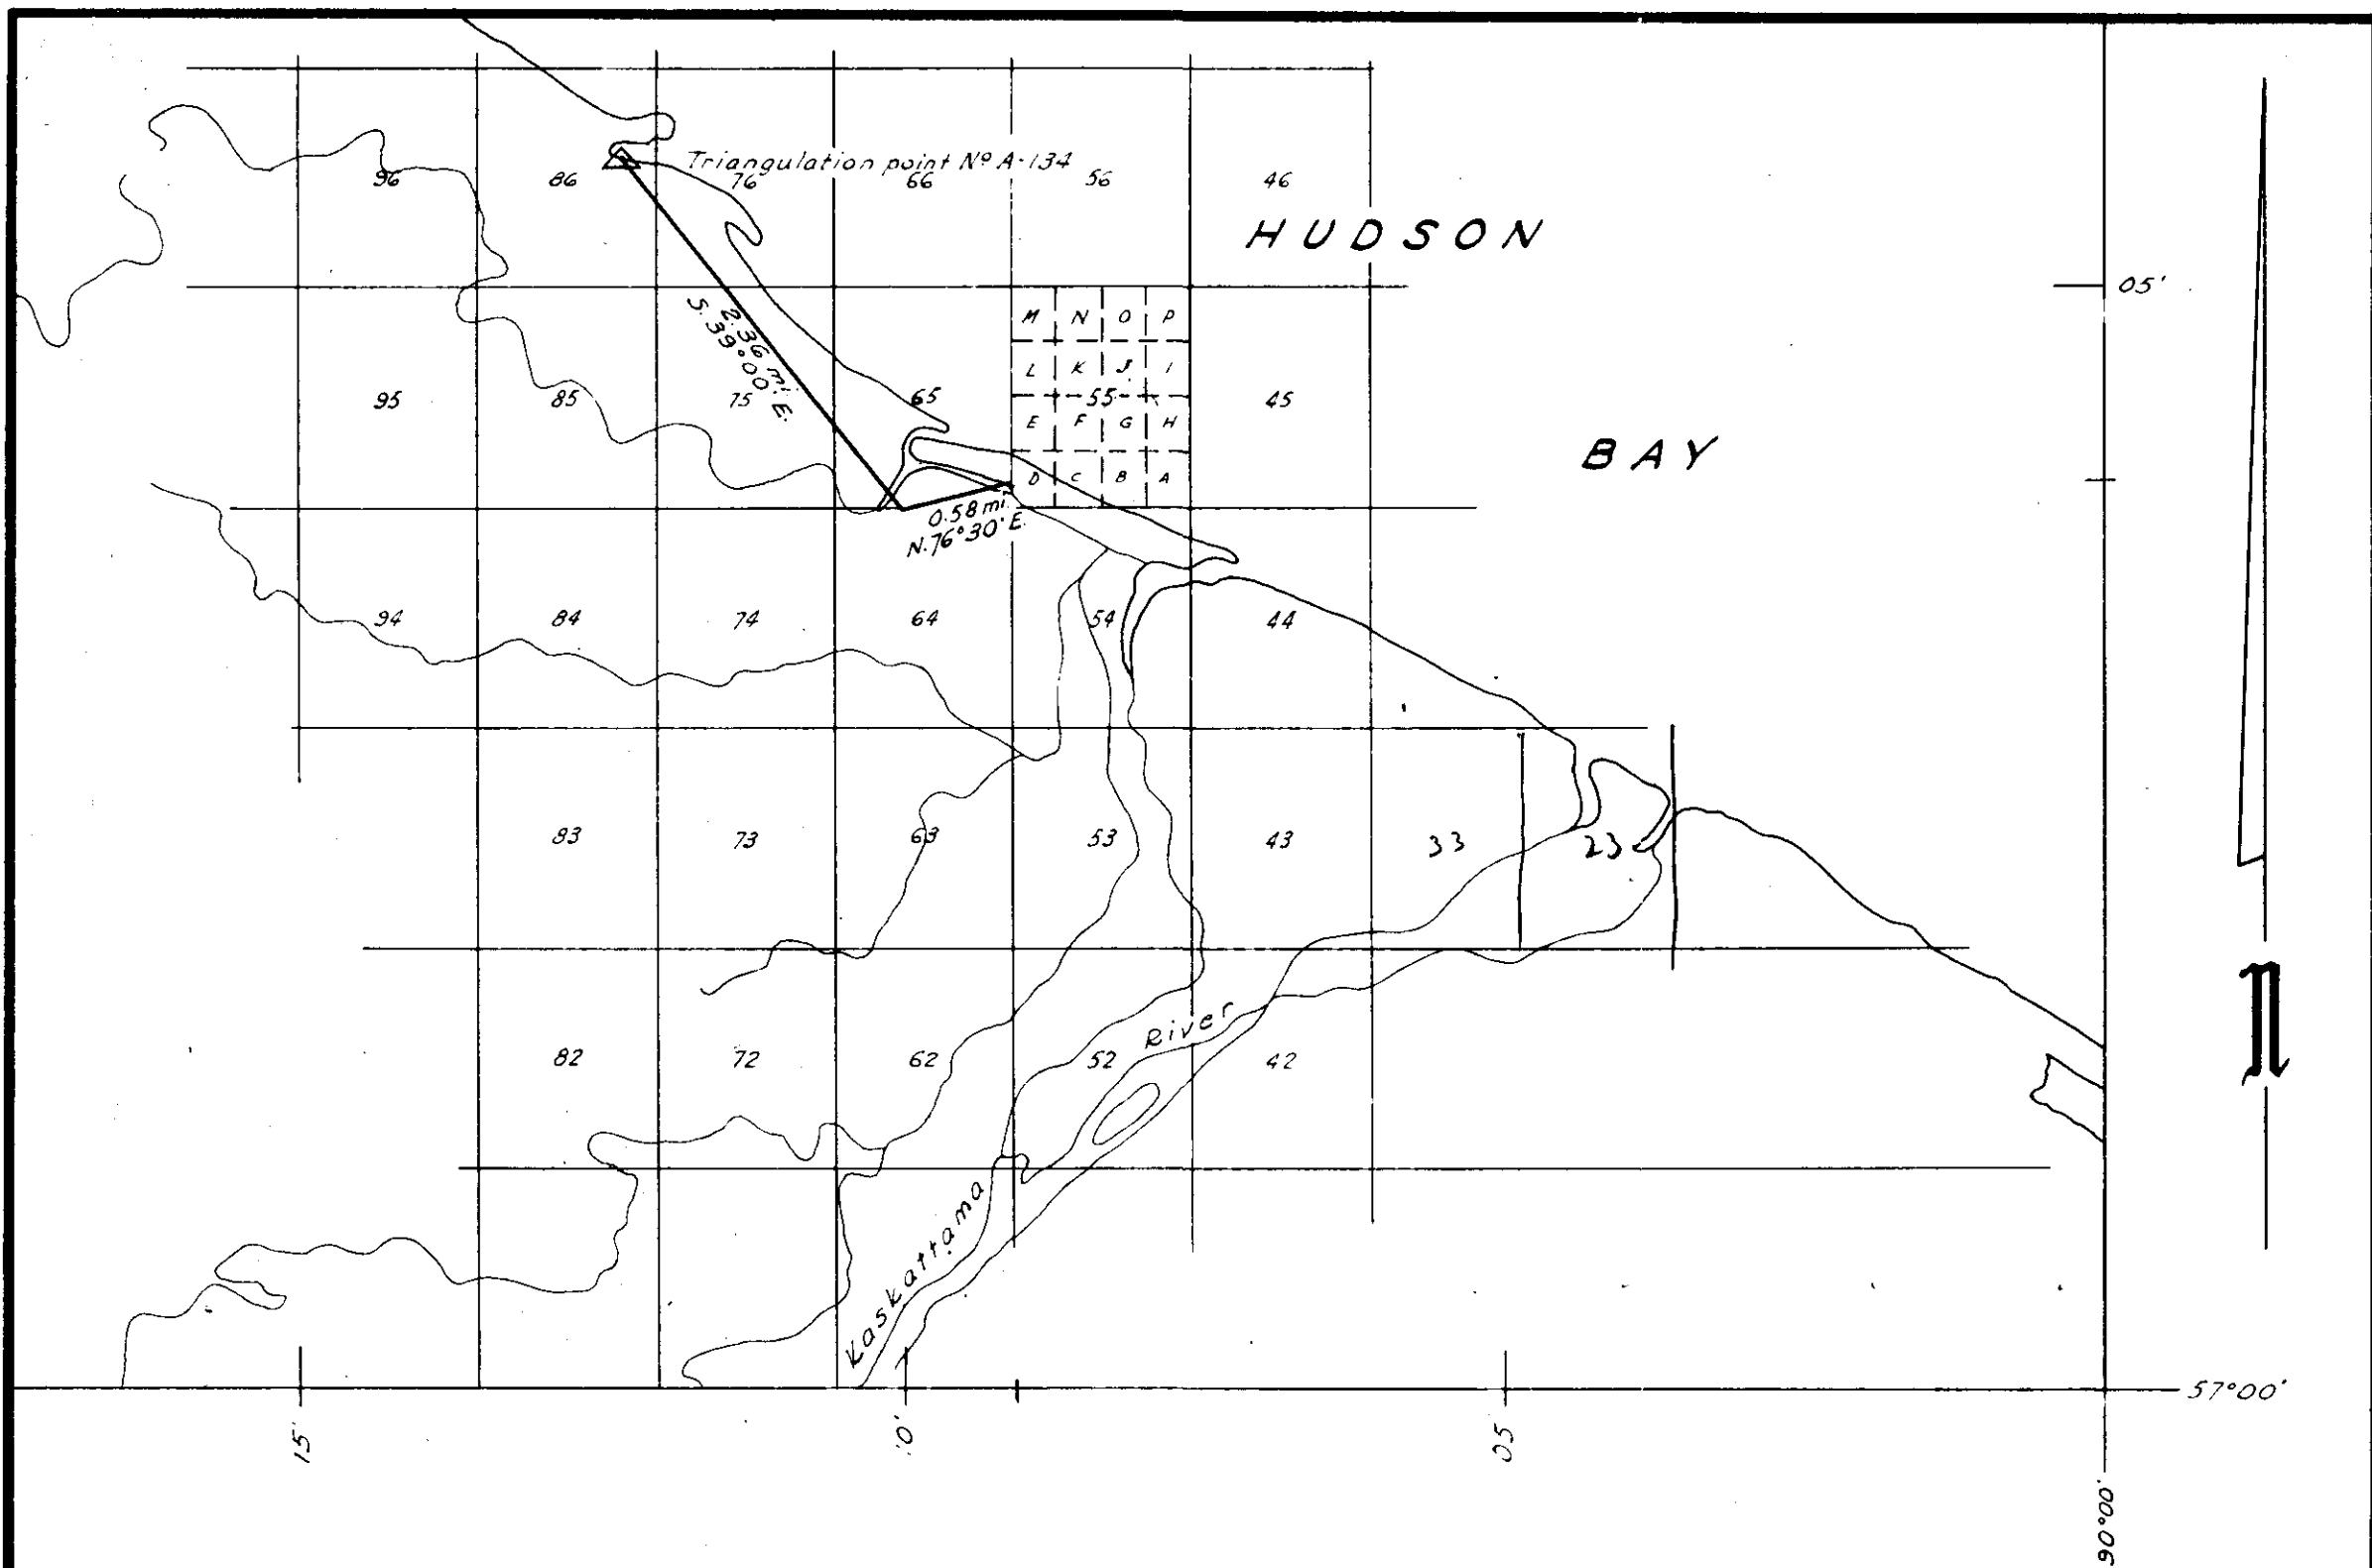 Triangulation point Nº A-134
96 86 76 66 56 46
HUDSON
05'
M N O P
2.36 mi.
S. 39°00' E.
L K J I
95 85 75 65 55 45
E F G H
BAY
D C B A
0.58 mi.
N. 76°30' E.
94 84 74 64 54 44
83 73 63 53 43 33 23
River
82 72 62 52 42
N
Kaskattama
57°00'
15' 10' 05 90°00'